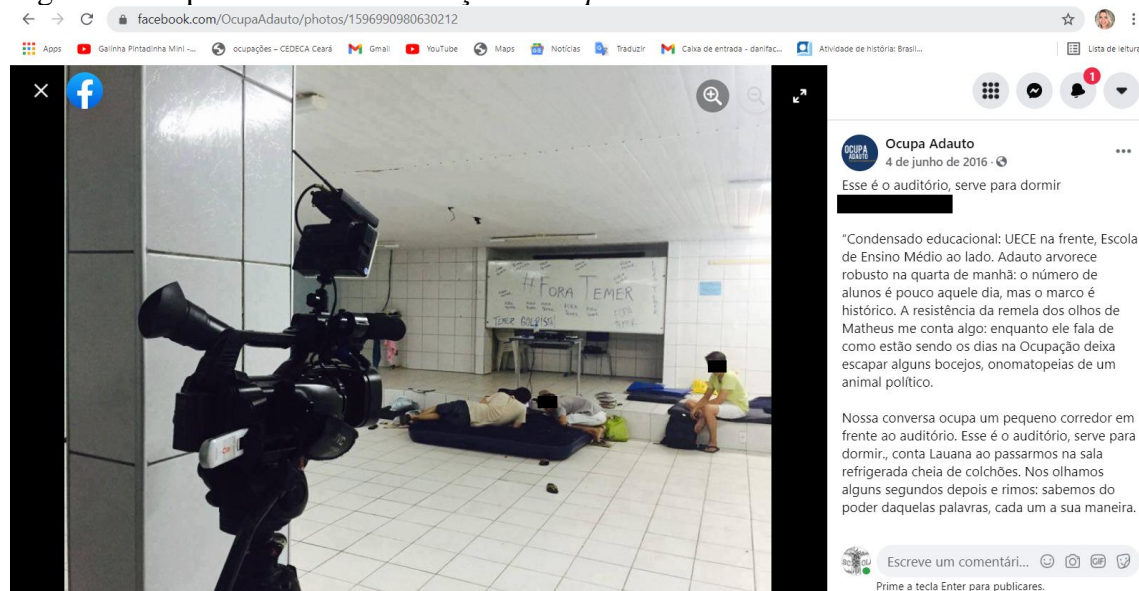 facebook.com/OcupaAdauto/photos/1596990980630212
Apps Galinha Pintadinha Mini -... ocupações – CEDECA Ceará Gmail YouTube Maps Notícias Traduzir Caixa de entrada - danifac... Atividade de história: Brasil... Lista de leitura
1
OCUPA ADAUTO
Ocupa Adauto
4 de junho de 2016
Esse é o auditório, serve para dormir
"Condensado educacional: UECE na frente, Escola
de Ensino Médio ao lado. Adauto arvorece
robusto na quarta de manhã: o número de
alunos é pouco aquele dia, mas o marco é
histórico. A resistência da remela dos olhos de
Matheus me conta algo: enquanto ele fala de
como estão sendo os dias na Ocupação deixa
escapar alguns bocejos, onomatopeias de um
animal político.
Nossa conversa ocupa um pequeno corredor em
frente ao auditório. Esse é o auditório, serve para
dormir., conta Lauana ao passarmos na sala
refrigerada cheia de colchões. Nos olhamos
alguns segundos depois e rimos: sabemos do
poder daquelas palavras, cada um a sua maneira.
Escreve um comentári... GIF
Prime a tecla Enter para publicares.
# FORA TEMER
TEMER GOLPISTA